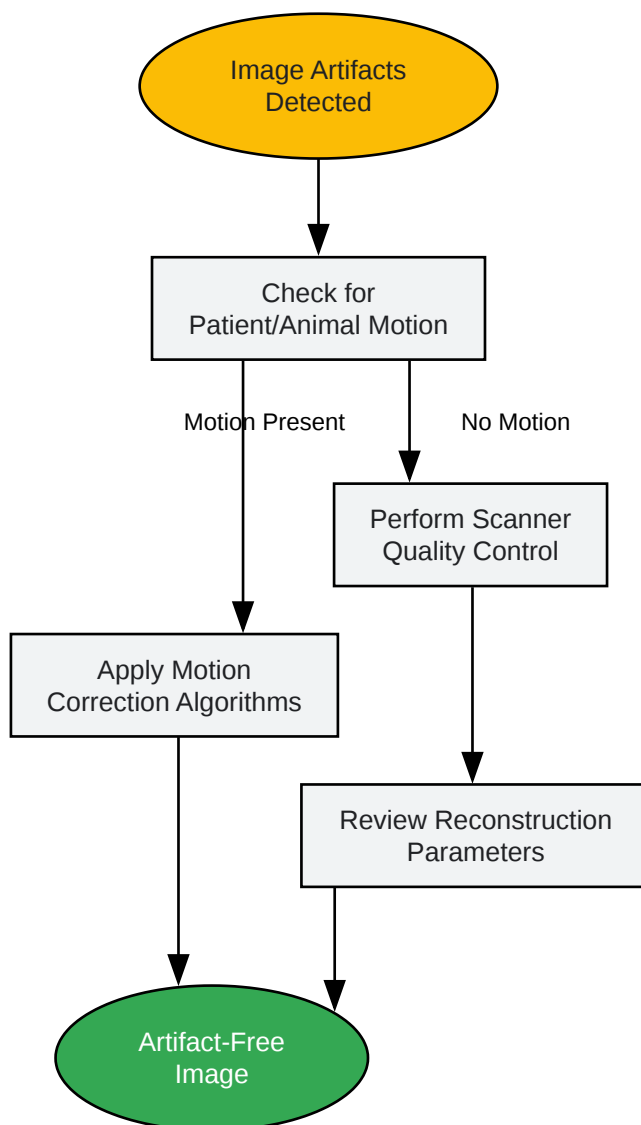 Image Artifacts
Detected
Check for
Patient/Animal Motion
Motion Present
No Motion
Perform Scanner
Quality Control
Apply Motion
Correction Algorithms
Review Reconstruction
Parameters
Artifact-Free
Image